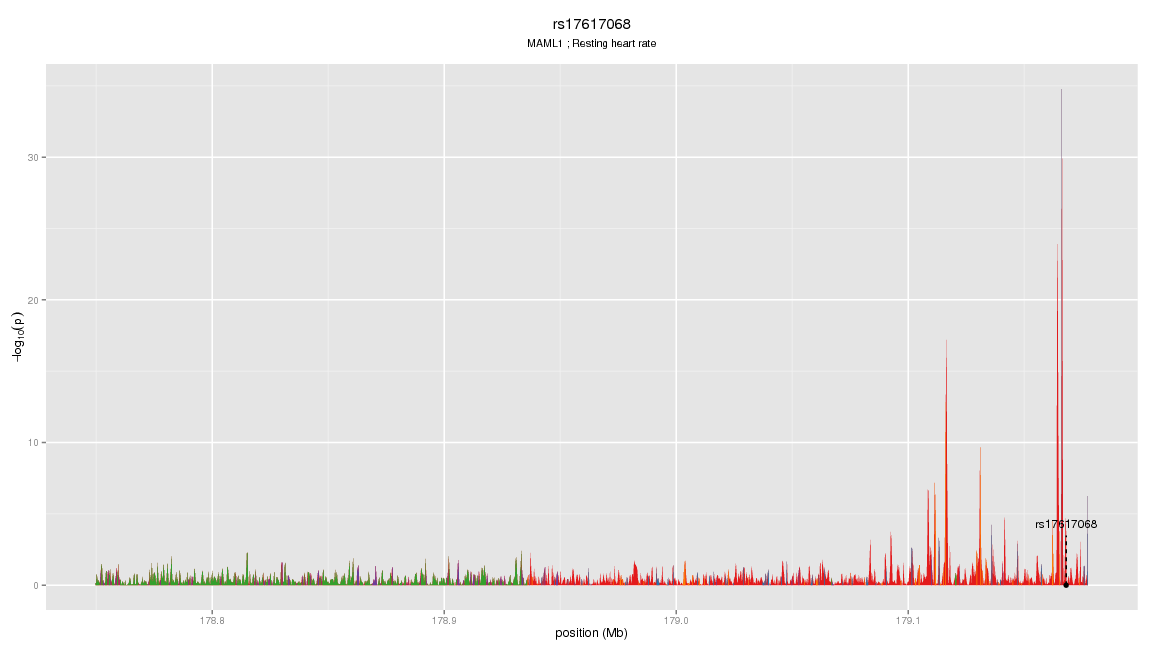 rs17617068
MAML1 ; Resting heart rate
30
20
10
0
−log10(p)
rs17617068
178.8
178.9
179.0
179.1
position (Mb)